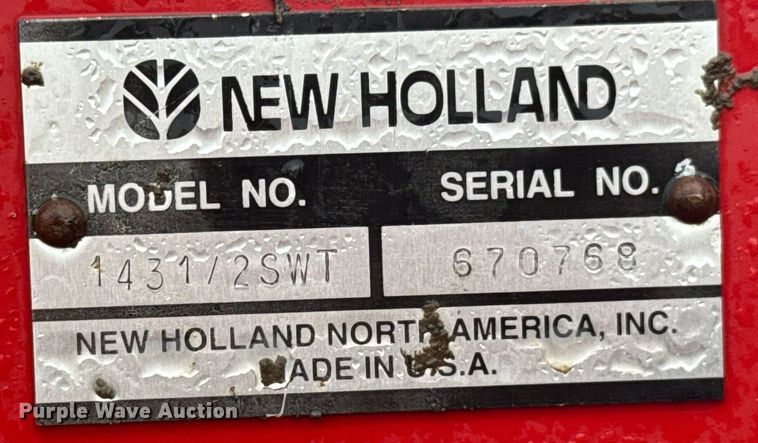 NEW HOLLAND
MODEL NO. SERIAL NO.
1431/2SWT 670768
NEW HOLLAND NORTH AMERICA, INC.
MADE IN U.S.A.
Purple Wave Auction